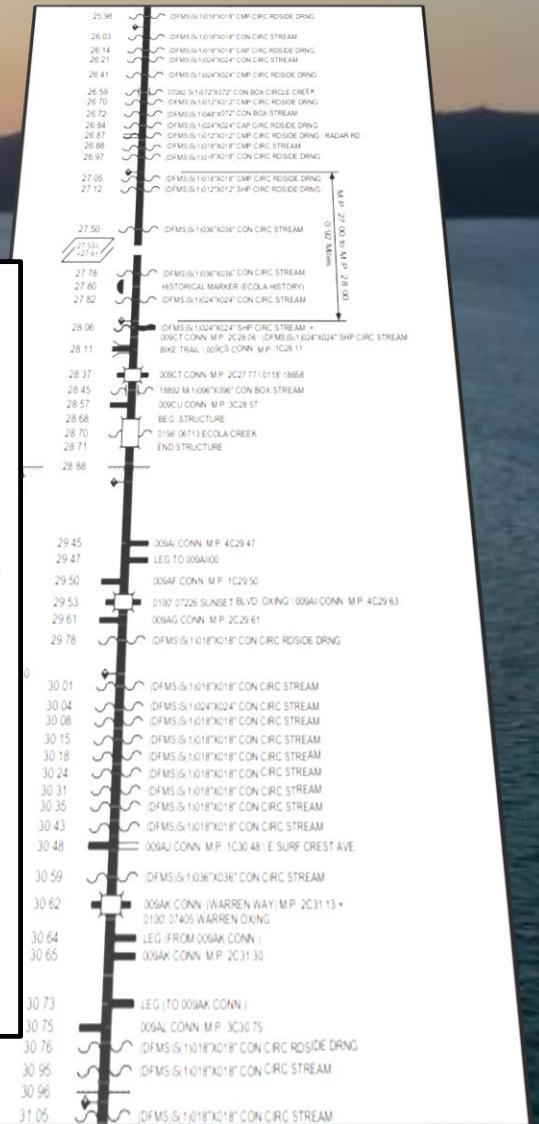 25.98 (DFMS)S(1)018"X018" CMP CIRC RDSIDE DRNG
26.03 (DFMS)S(1)018"X018" CON CIRC STREAM
26.14 (DFMS)S(1)018"X018" CAP CIRC RDSIDE DRNG
26.21 (DFMS)S(1)024"X024" CON CIRC STREAM
26.41 (DFMS)S(1)024"X024" CMP CIRC RDSIDE DRNG
26.59 07082 S(1)072"X072" CON BOX CIRCLE CREEK
26.70 (DFMS)S(1)012"X012" CMP CIRC RDSIDE DRNG
26.72 (DFMS)S(1)048"X072" CON BOX STREAM
26.84 (DFMS)S(1)024"X024" CAP CIRC RDSIDE DRNG
26.87 (DFMS)S(1)012"X012" CMP CIRC RDSIDE DRNG \ RADAR RD
26.88 (DFMS)S(1)018"X018" CMP CIRC STREAM
26.97 (DFMS)S(1)018"X018" CON CIRC RDSIDE DRNG
27.05 (DFMS)S(1)018"X018" CMP CIRC RDSIDE DRNG
27.12 (DFMS)S(1)012"X012" SHP CIRC RDSIDE DRNG
M.P. 27.00 to M.P. 28.00
0.92 Miles
27.50 (DFMS)S(1)036"X036" CON CIRC STREAM
27.78 (DFMS)S(1)036"X036" CON CIRC STREAM
27.80 HISTORICAL MARKER (ECOLA HISTORY)
27.82 (DFMS)S(1)024"X024" CON CIRC STREAM
28.06 (DFMS)S(1)024"X024" SHP CIRC STREAM +
009CT CONN. M.P. 2C28.06 \ (DFMS)S(1)024"X024" SHP CIRC STREAM
28.11 BIKE TRAIL \ 009CS CONN. M.P. 1C28.11
28.37 009CT CONN. M.P. 2C27.77 \ 0118' 18658
28.45 18892 M(1)096"X096" CON BOX STREAM
28.57 009CU CONN. M.P. 3C28.57
28.68 BEG. STRUCTURE
28.70 0156' 06713 ECOLA CREEK
28.71 END STRUCTURE
28.88
29.45 009AI CONN. M.P. 4C29.47
29.47 LEG TO 009AI00
29.50 009AF CONN. M.P. 1C29.50
29.53 0100' 07226 SUNSET BLVD. OXING \ 009AI CONN. M.P. 4C29.63
29.61 009AG CONN. M.P. 2C29.61
29.78 (DFMS)S(1)018"X018" CON CIRC RDSIDE DRNG
30.01 (DFMS)S(1)018"X018" CON CIRC STREAM
30.04 (DFMS)S(1)024"X024" CON CIRC STREAM
30.08 (DFMS)S(1)018"X018" CON CIRC STREAM
30.15 (DFMS)S(1)018"X018" CON CIRC STREAM
30.18 (DFMS)S(1)018"X018" CON CIRC STREAM
30.24 (DFMS)S(1)018"X018" CON CIRC STREAM
30.31 (DFMS)S(1)018"X018" CON CIRC STREAM
30.35 (DFMS)S(1)018"X018" CON CIRC STREAM
30.43 (DFMS)S(1)018"X018" CON CIRC STREAM
30.48 009AJ CONN. M.P. 1C30.48 \ E SURF CREST AVE.
30.59 (DFMS)S(1)036"X036" CON CIRC STREAM
30.62 009AK CONN. (WARREN WAY) M.P. 2C31.13 +
0100' 07405 WARREN OXING
30.64 LEG (FROM 009AK CONN.)
30.65 009AK CONN. M.P. 2C31.30
30.73 LEG (TO 009AK CONN.)
30.75 009AL CONN. M.P. 3C30.75
30.76 (DFMS)S(1)018"X018" CON CIRC RDSIDE DRNG
30.95 (DFMS)S(1)018"X018" CON CIRC STREAM
30.96
31.05 (DFMS)S(1)018"X018" CON CIRC STREAM